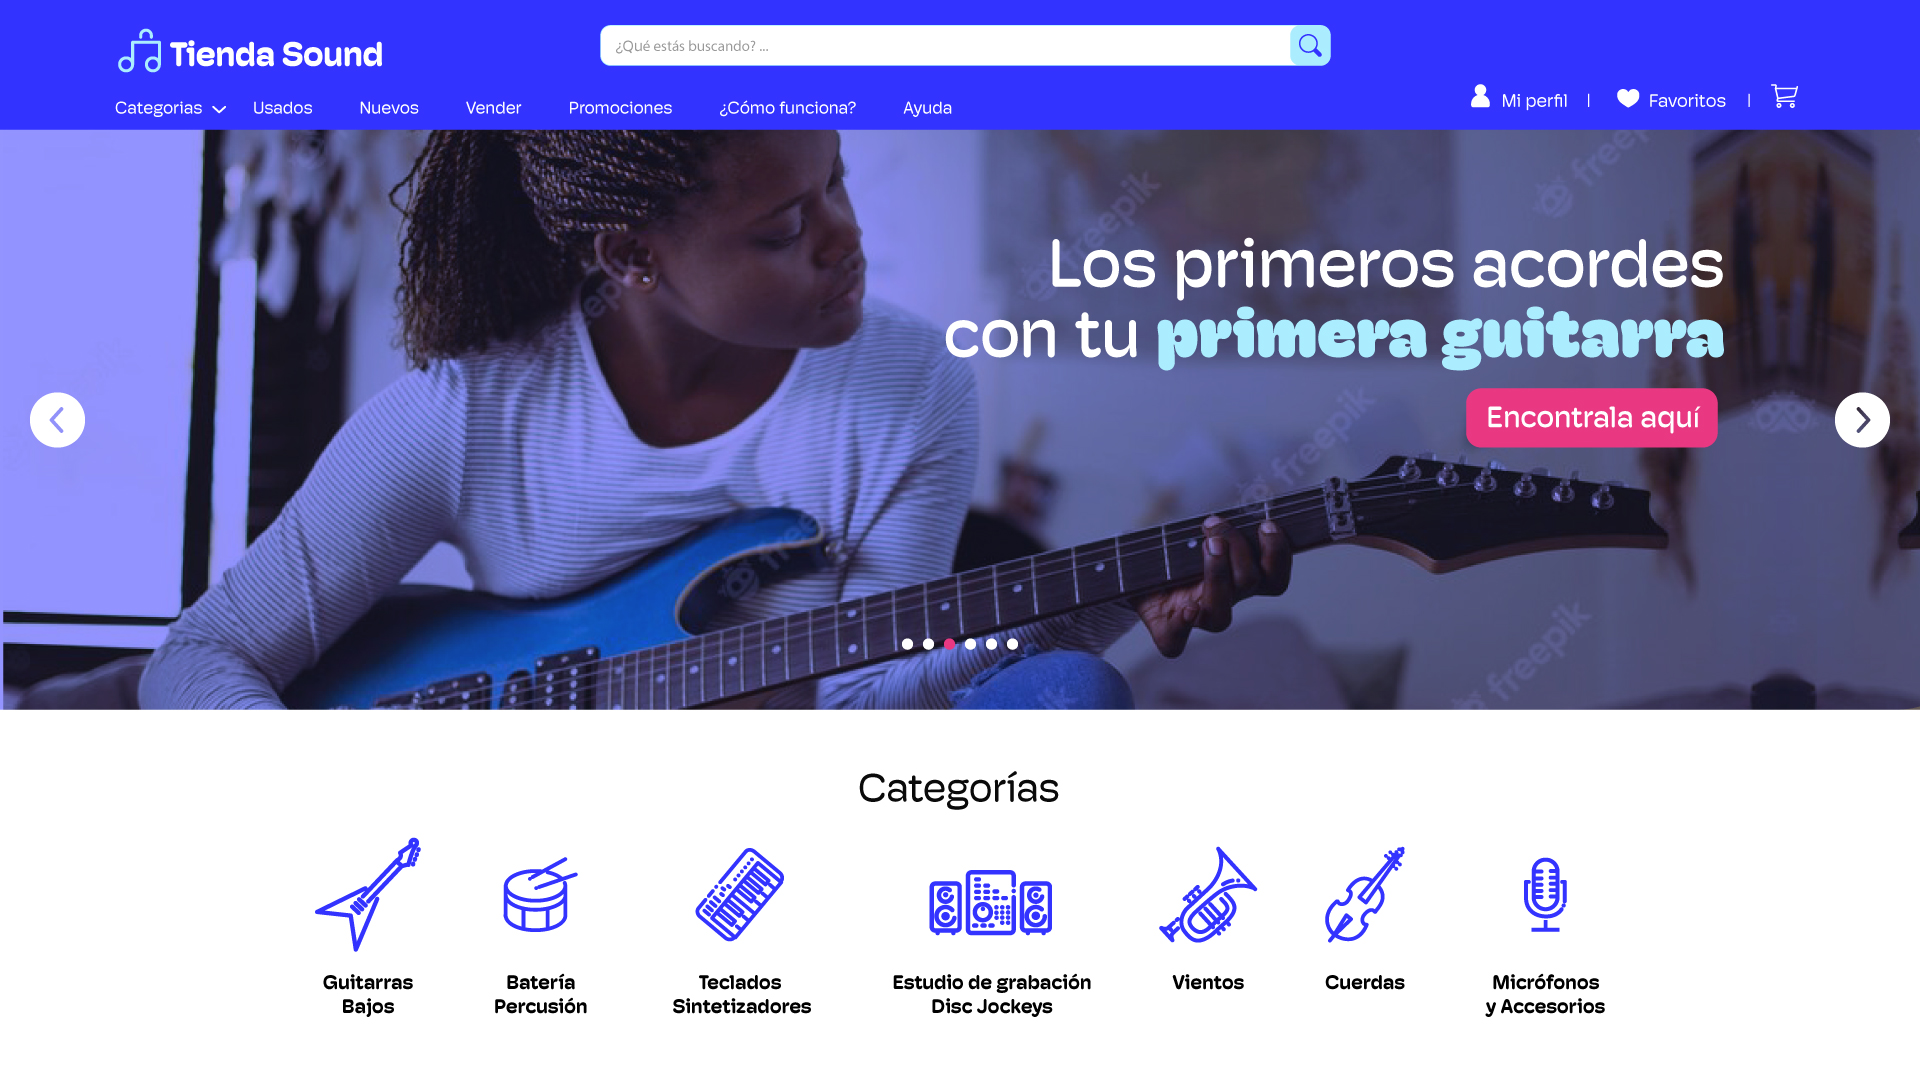 Tienda Sound
¿Qué estás buscando? ...
Categorias
Usados
Nuevos
Vender
Promociones
¿Cómo funciona?
Ayuda
Mi perfil
Favoritos
freepik
Los primeros acordes
con tu primera guitarra
Encontrala aquí
Categorías
Guitarras
Bajos
Batería
Percusión
Teclados
Sintetizadores
Estudio de grabación
Disc Jockeys
Vientos
Cuerdas
Micrófonos
y Accesorios